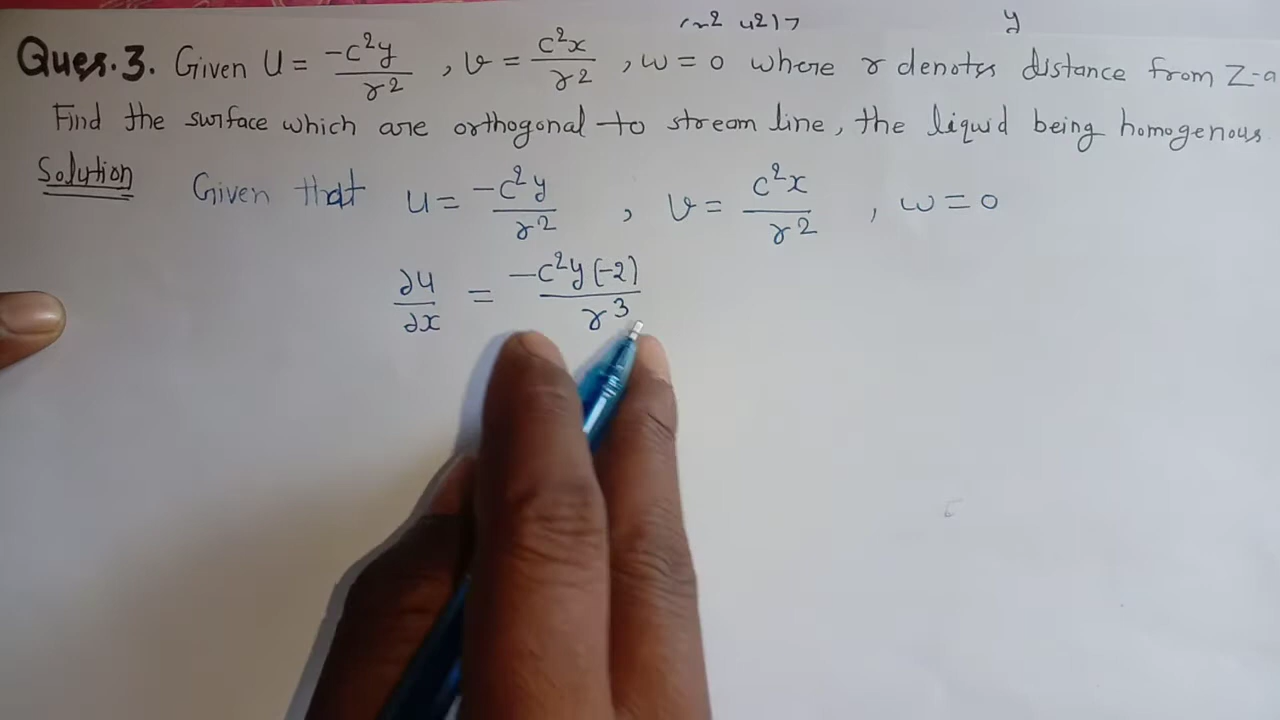 y
Ques.3. Given U = -c²y/r² , v = c²x/r² , w = 0 where r denotes distance from Z-a
Find the surface which are orthogonal to stream line, the liquid being homogenous.
Solution Given that u = -c²y/r² , v = c²x/r² , w = 0
∂u/∂x = -c²y(-2)/r³